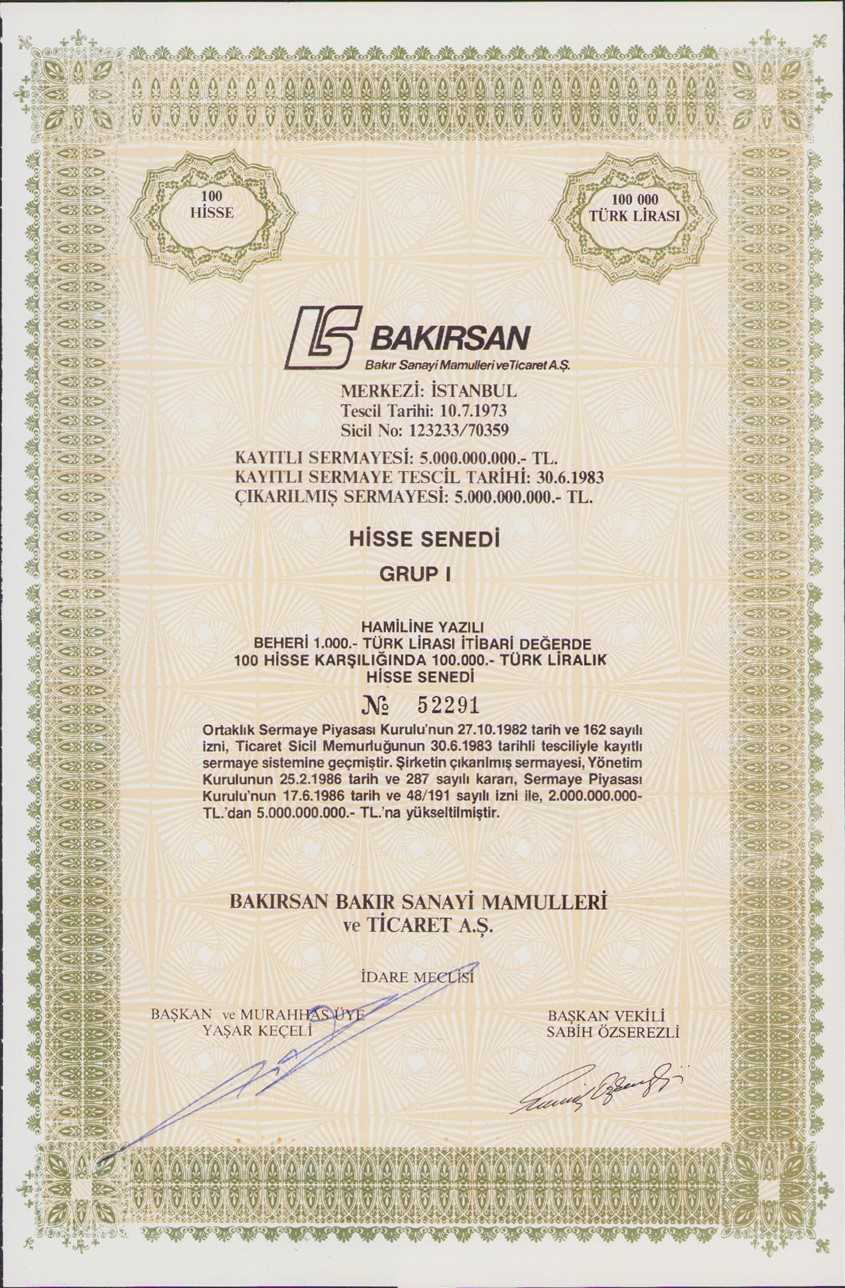 100
HİSSE
100 000
TÜRK LİRASI
BAKIRSAN
Bakır Sanayi Mamulleri ve Ticaret A.Ş.
MERKEZİ: İSTANBUL
Tescil Tarihi: 10.7.1973
Sicil No: 123233/70359
KAYITLI SERMAYESİ: 5.000.000.000.- TL.
KAYITLI SERMAYE TESCİL TARİHİ: 30.6.1983
ÇIKARILMIŞ SERMAYESİ: 5.000.000.000.- TL.
HİSSE SENEDİ
GRUP I
HAMİLİNE YAZILI
BEHERİ 1.000.- TÜRK LİRASI İTİBARİ DEĞERDE
100 HİSSE KARŞILIĞINDA 100.000.- TÜRK LİRALIK
HİSSE SENEDİ
№ 52291
Ortaklık Sermaye Piyasası Kurulu'nun 27.10.1982 tarih ve 162 sayılı
izni, Ticaret Sicil Memurluğunun 30.6.1983 tarihli tesciliyle kayıtlı
sermaye sistemine geçmiştir. Şirketin çıkarılmış sermayesi, Yönetim
Kurulunun 25.2.1986 tarih ve 287 sayılı kararı, Sermaye Piyasası
Kurulu'nun 17.6.1986 tarih ve 48/191 sayılı izni ile, 2.000.000.000-
TL.'dan 5.000.000.000.- TL.'na yükseltilmiştir.
BAKIRSAN BAKIR SANAYİ MAMULLERİ
ve TİCARET A.Ş.
İDARE MECLİSİ
BAŞKAN ve MURAHHAS ÜYE
YAŞAR KEÇELİ
BAŞKAN VEKİLİ
SABİH ÖZSEREZLİ